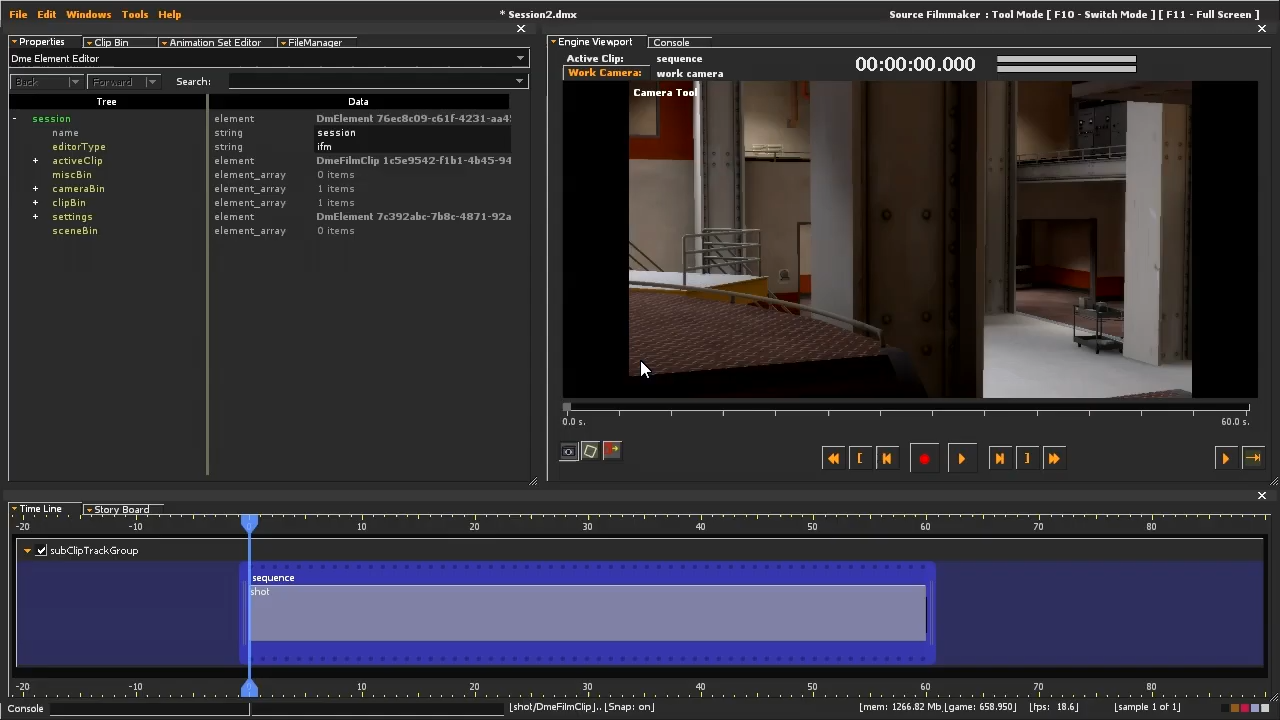 File Edit Windows Tools Help
* Session2.dmx
Source Filmmaker : Tool Mode [ F10 - Switch Mode ] [ F11 - Full Screen ]
Properties Clip Bin Animation Set Editor FileManager
Dme Element Editor
Back Forward Search:
Tree Data
- session element DmElement 76ec8c09-c61f-4231-aa4
name string session
editorType string ifm
+ activeClip element DmeFilmClip 1c5e9542-f1b1-4b45-94
miscBin element_array 0 items
+ cameraBin element_array 1 items
+ clipBin element_array 1 items
+ settings element DmElement 7c392abc-7b8c-4871-92a
sceneBin element_array 0 items
Engine Viewport Console
Active Clip: sequence
Work Camera: work camera
00:00:00.000
Camera Tool
0.0 s. 60.0 s.
Time Line Story Board
-20 -10 0 10 20 30 40 50 60 70 80
subClipTrackGroup
sequence
shot
-20 -10 0 10 20 30 40 50 60 70 80
Console
[shot/DmeFilmClip].. [Snap: on]
[mem: 1266.82 Mb [game: 658.950] [fps: 18.6] [sample 1 of 1]